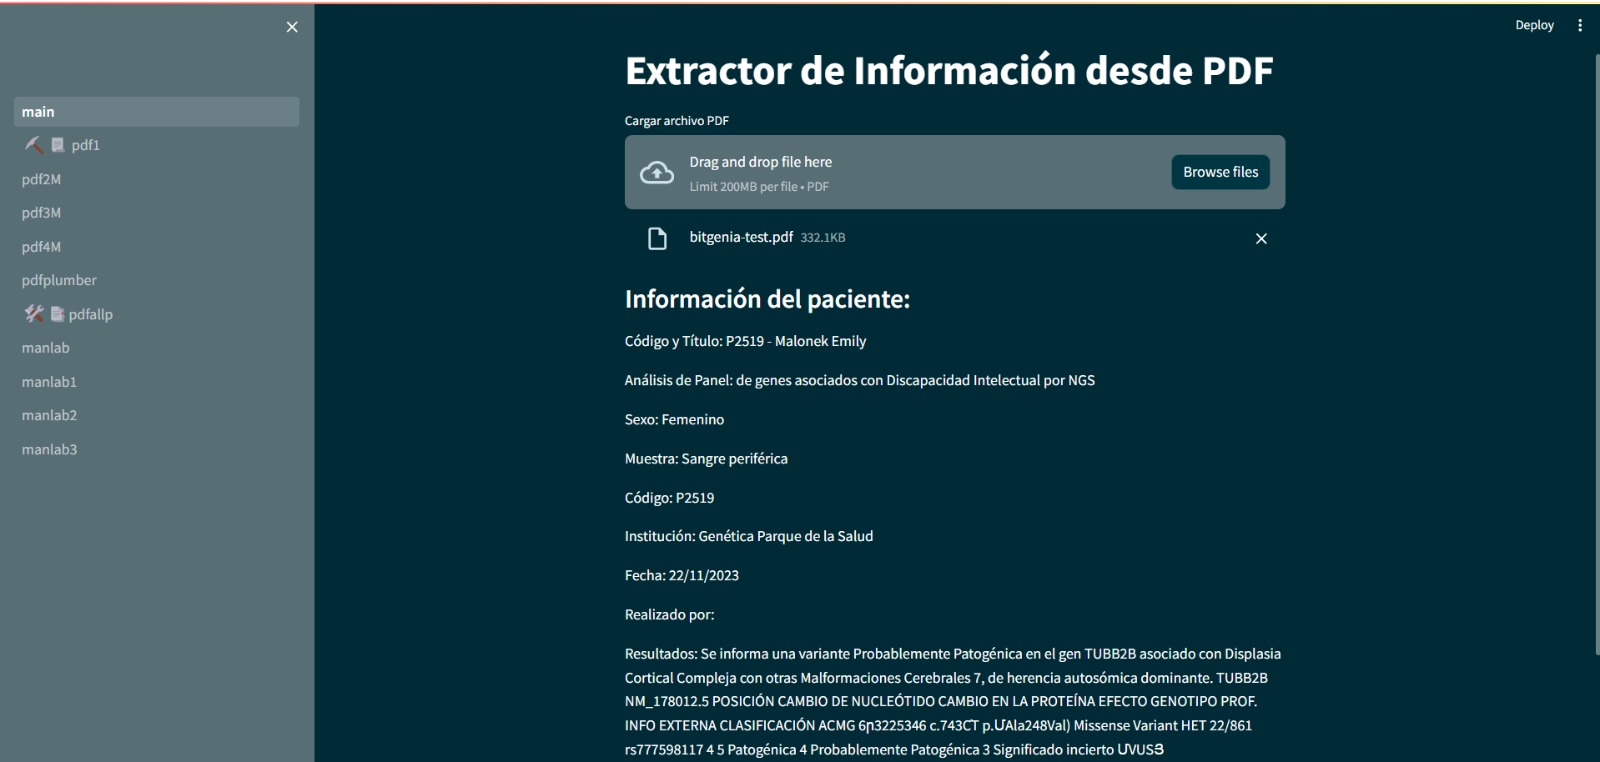 Deploy
main
pdf1
pdf2M
pdf3M
pdf4M
pdfplumber
pdfallp
manlab
manlab1
manlab2
manlab3
Extractor de Información desde PDF
Cargar archivo PDF
Drag and drop file here
Limit 200MB per file • PDF
Browse files
bitgenia-test.pdf 332.1KB
Información del paciente:
Código y Título: P2519 - Malonek Emily
Análisis de Panel: de genes asociados con Discapacidad Intelectual por NGS
Sexo: Femenino
Muestra: Sangre periférica
Código: P2519
Institución: Genética Parque de la Salud
Fecha: 22/11/2023
Realizado por:
Resultados: Se informa una variante Probablemente Patogénica en el gen TUBB2B asociado con Displasia
Cortical Compleja con otras Malformaciones Cerebrales 7, de herencia autosómica dominante. TUBB2B
NM_178012.5 POSICIÓN CAMBIO DE NUCLEÓTIDO CAMBIO EN LA PROTEÍNA EFECTO GENOTIPO PROF.
INFO EXTERNA CLASIFICACIÓN ACMG 6ը3225346 c.743CՐT p.ՄAla248Val) Missense Variant HET 22/861
rs777598117 4 5 Patogénica 4 Probablemente Patogénica 3 Significado incierto ՄVUSՅ